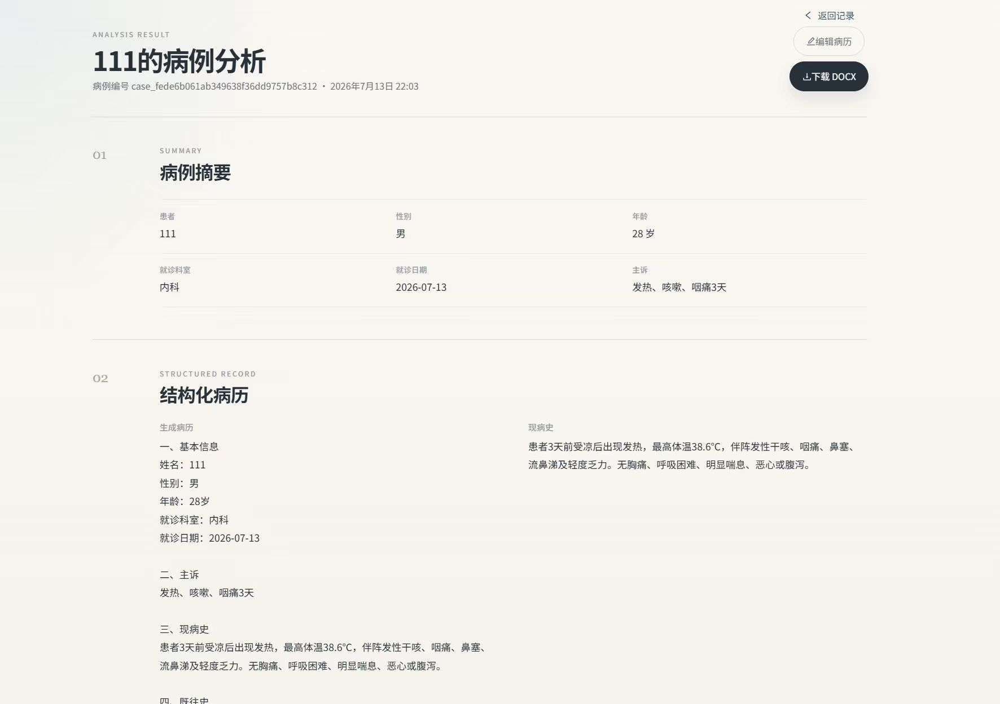 返回记录
ANALYSIS RESULT
编辑病历
111的病例分析
下载 DOCX
病例编号 case_fede6b061ab349638f36dd9757b8c312 · 2026年7月13日 22:03
01
SUMMARY
病例摘要
患者
性别
年龄
111
男
28 岁
就诊科室
就诊日期
主诉
内科
2026-07-13
发热、咳嗽、咽痛3天
02
STRUCTURED RECORD
结构化病历
生成病历
一、基本信息
姓名：111
性别：男
年龄：28岁
就诊科室：内科
就诊日期：2026-07-13
二、主诉
发热、咳嗽、咽痛3天
三、现病史
患者3天前受凉后出现发热，最高体温38.6℃，伴阵发性干咳、咽痛、鼻塞、
流鼻涕及轻度乏力。无胸痛、呼吸困难、明显喘息、恶心或腹泻。
四、既往史
现病史
患者3天前受凉后出现发热，最高体温38.6℃，伴阵发性干咳、咽痛、鼻塞、
流鼻涕及轻度乏力。无胸痛、呼吸困难、明显喘息、恶心或腹泻。